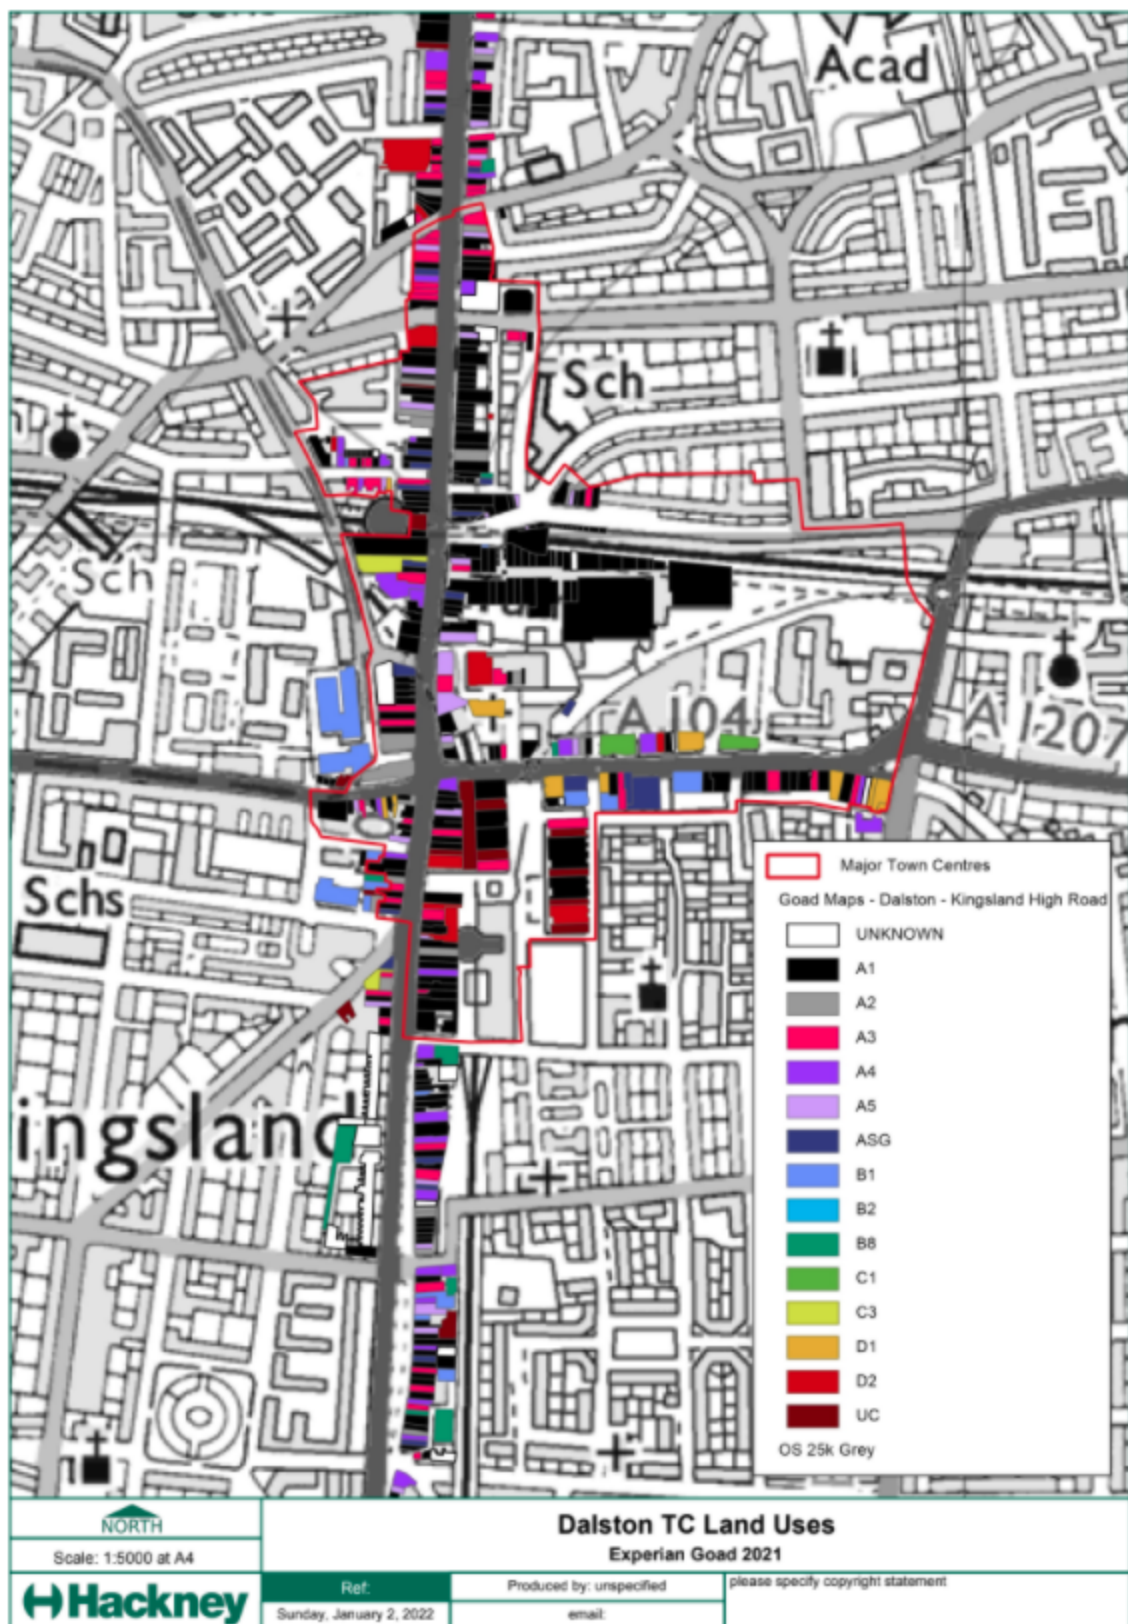 Acad
Sch
Sch
A 104
A 1207
Schs
ingsland
Major Town Centres
Goad Maps - Dalston - Kingsland High Road
UNKNOWN
A1
A2
A3
A4
A5
ASG
B1
B2
B8
C1
C3
D1
D2
UC
OS 25k Grey
NORTH
Scale: 1:5000 at A4
Hackney
Dalston TC Land Uses
Experian Goad 2021
Ref:
Produced by: unspecified
please specify copyright statement
Sunday, January 2, 2022
email: